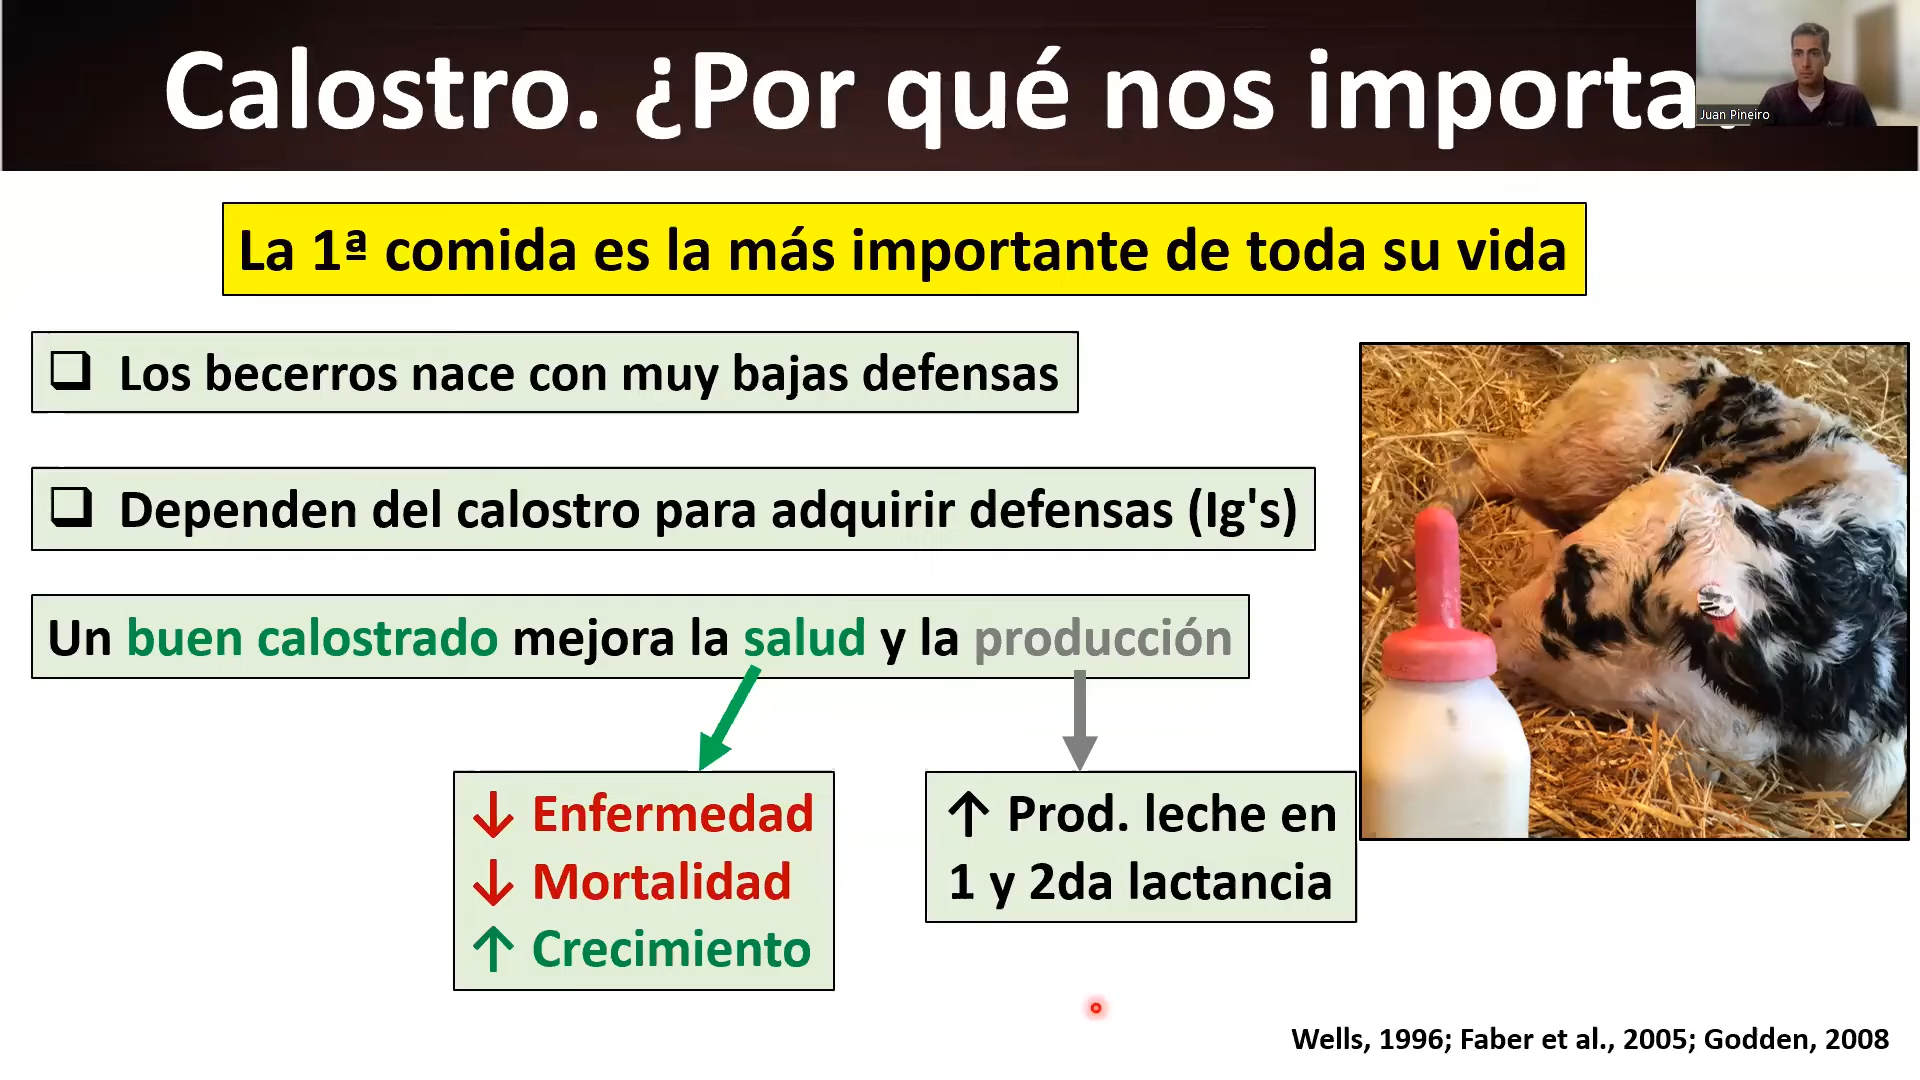 Calostro. ¿Por qué nos importa
Juan Pineiro
La 1ª comida es la más importante de toda su vida
❑ Los becerros nace con muy bajas defensas
❑ Dependen del calostro para adquirir defensas (Ig's)
Un buen calostrado mejora la salud y la producción
↓ Enfermedad
↓ Mortalidad
↑ Crecimiento
↑ Prod. leche en
1 y 2da lactancia
Wells, 1996; Faber et al., 2005; Godden, 2008